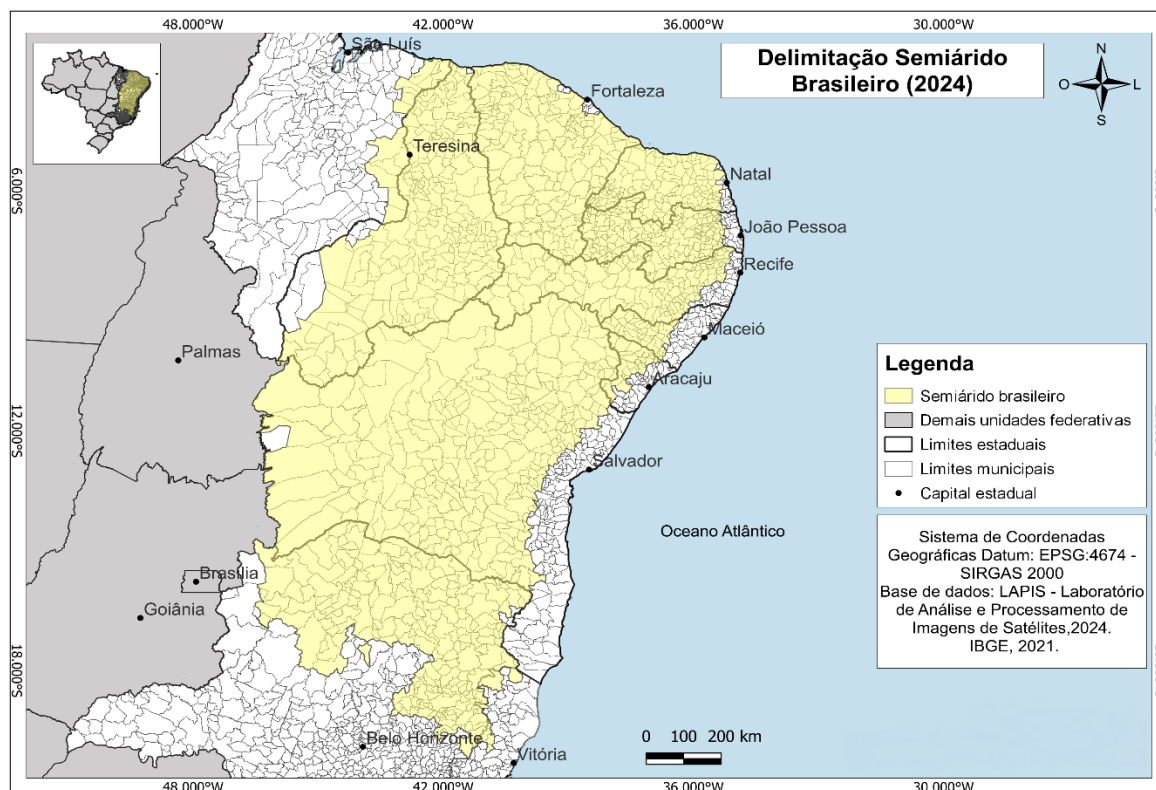 48.000°W 42.000°W 36.000°W 30.000°W
Delimitação Semiárido
Brasileiro (2024)
N
O L
S
São Luís
Fortaleza
Teresina
Natal
João Pessoa
Recife
Maceió
Palmas
Aracaju
Salvador
Oceano Atlântico
Brasília
Goiânia
Belo Horizonte
Vitória
6.000°S
12.000°S
18.000°S
Legenda
Semiárido brasileiro
Demais unidades federativas
Limites estaduais
Limites municipais
Capital estadual
Sistema de Coordenadas
Geográficas Datum: EPSG:4674 -
SIRGAS 2000
Base de dados: LAPIS - Laboratório
de Análise e Processamento de
Imagens de Satélites,2024.
IBGE, 2021.
0 100 200 km
48.000°W 42.000°W 36.000°W 30.000°W